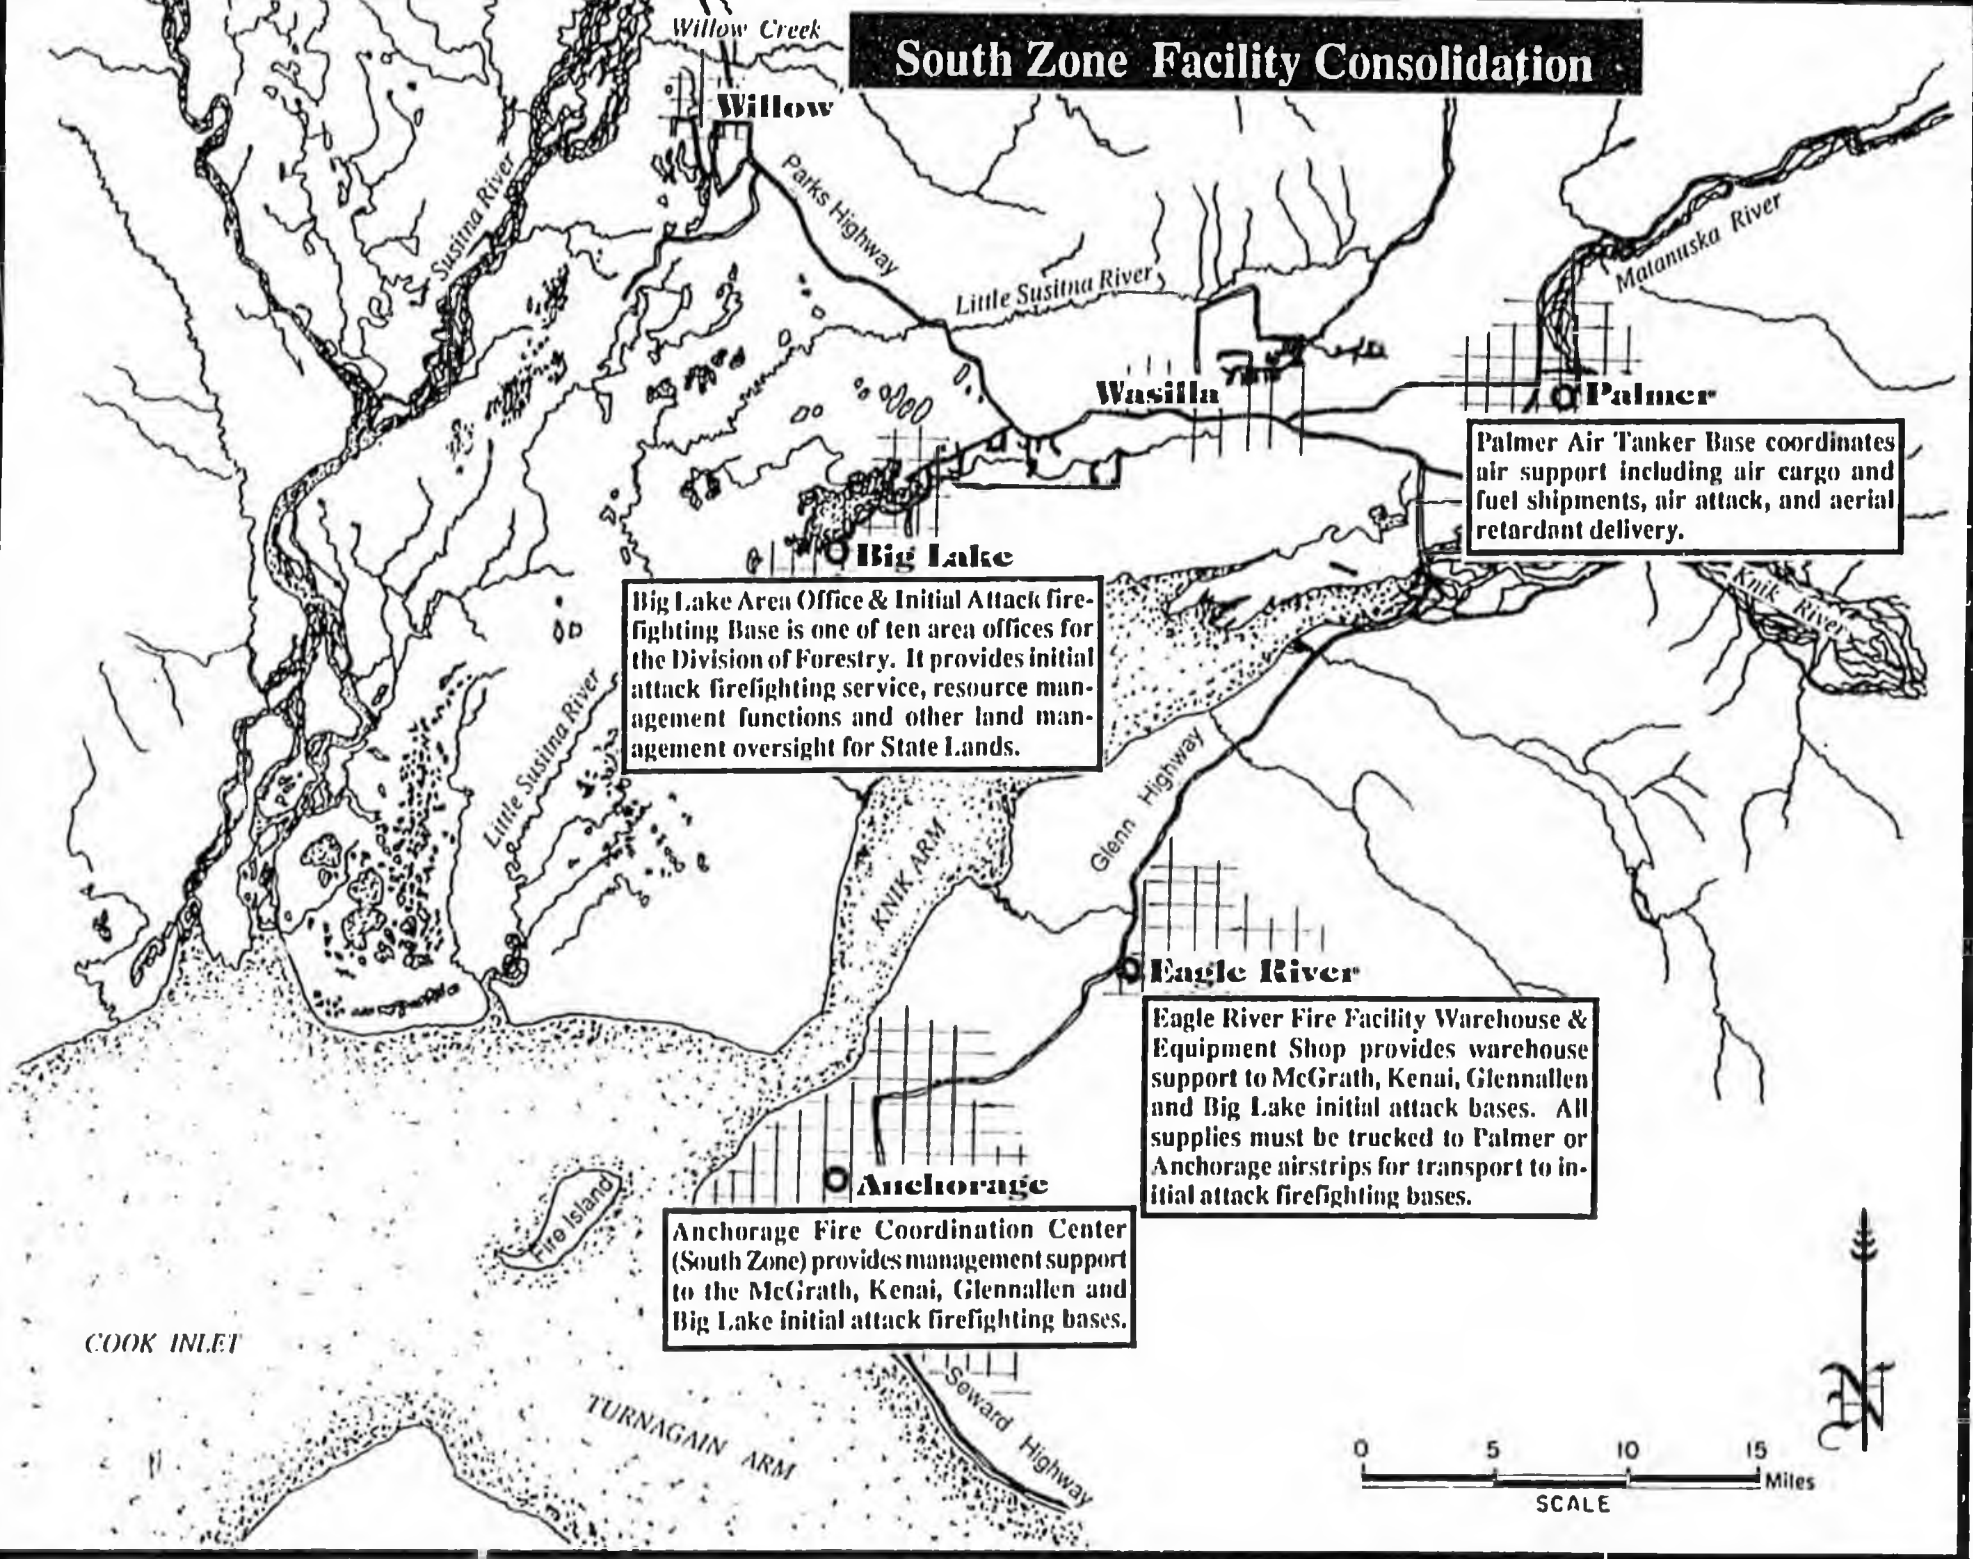 Willow Creek
South Zone Facility Consolidation
Willow
Susitna River
Parks Highway
Matanuska River
Little Susitna River
Wasilla
Palmer
Palmer Air Tanker Base coordinates
air support including air cargo and
fuel shipments, air attack, and aerial
retardant delivery.
Big Lake
Knik River
Big Lake Area Office & Initial Attack fire-
fighting Base is one of ten area offices for
the Division of Forestry. It provides initial
attack firefighting service, resource man-
agement functions and other land man-
agement oversight for State Lands.
Little Susitna River
Glenn Highway
KNIK ARM
Eagle River
Eagle River Fire Facility Warehouse &
Equipment Shop provides warehouse
support to McGrath, Kenai, Glennallen
and Big Lake initial attack bases. All
supplies must be trucked to Palmer or
Anchorage airstrips for transport to in-
itial attack firefighting bases.
Anchorage
Fire Island
Anchorage Fire Coordination Center
(South Zone) provides management support
to the McGrath, Kenai, Glennallen and
Big Lake initial attack firefighting bases.
COOK INLET
TURNAGAIN ARM
Seward Highway
N
0 5 10 15
Miles
SCALE